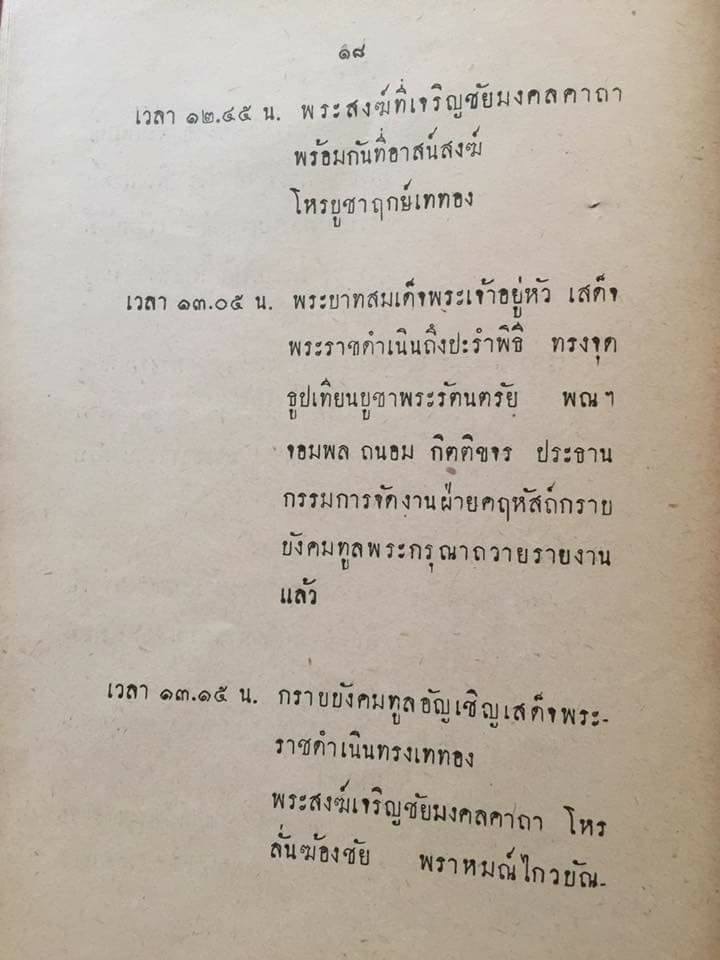 ๑๘
เวลา ๑๒.๔๕ น. พระสงฆ์ที่เจริญชัยมงคลคาถา
พร้อมกันที่อาสน์สงฆ์
โหรบูชาฤกษ์เททอง
เวลา ๑๓.๐๕ น. พระบาทสมเด็จพระเจ้าอยู่หัว เสด็จ
พระราชดำเนินถึงปะรำพิธี ทรงจุด
ธูปเทียนบูชาพระรัตนตรัย พณฯ
จอมพล ถนอม กิตติขจร ประธาน
กรรมการจัดงานฝ่ายคฤหัสถ์กราบ
บังคมทูลพระกรุณาถวายรายงาน
แล้ว
เวลา ๑๓.๑๕ น. กราบบังคมทูลอัญเชิญเสด็จพระ-
ราชดำเนินทรงเททอง
พระสงฆ์เจริญชัยมงคลคาถา โหร
ลั่นฆ้องชัย พราหมณ์ไกวบัณ-